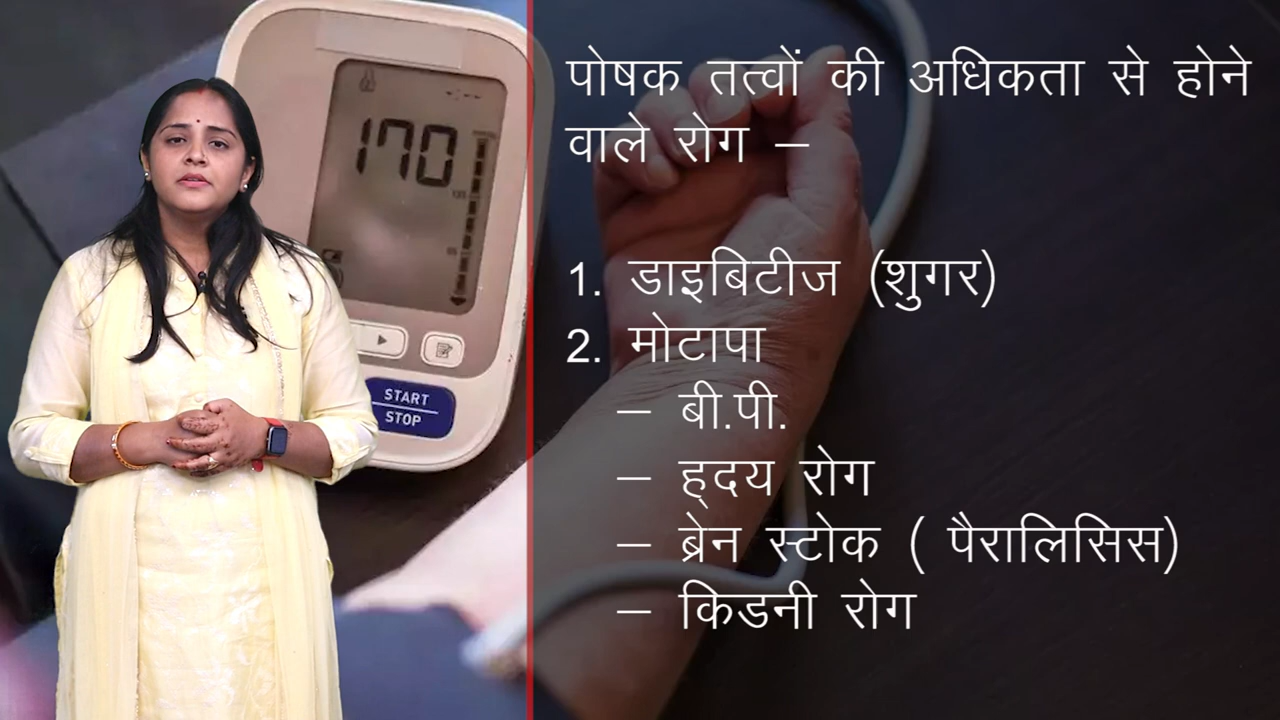 170
START
STOP
पोषक तत्वों की अधिकता से होने
वाले रोग –
1. डाइबिटीज (शुगर)
2. मोटापा
– बी.पी.
– ह्दय रोग
– ब्रेन स्टोक ( पैरालिसिस)
– किडनी रोग